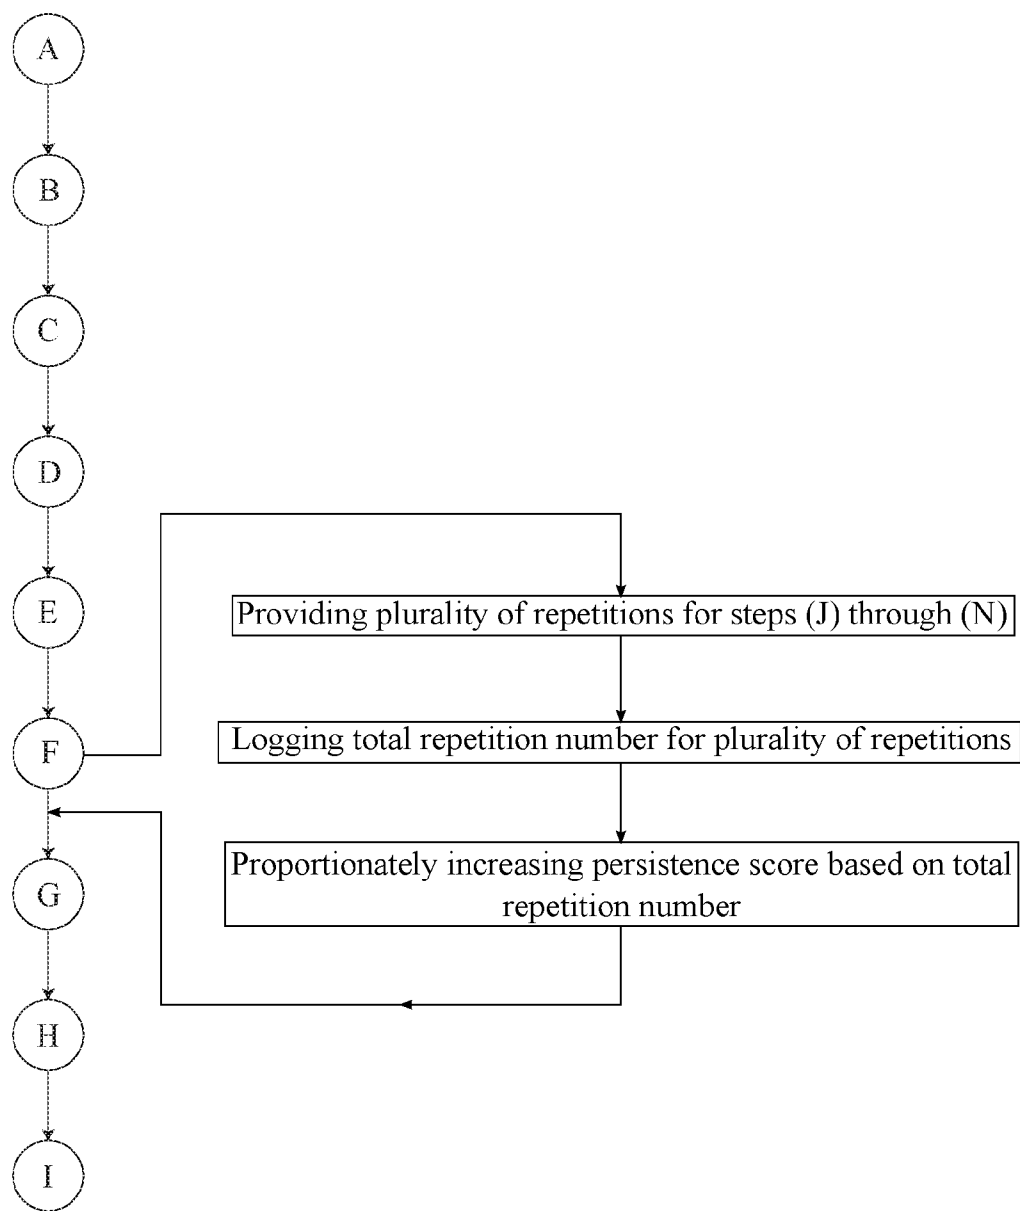 A
B
C
D
E
Providing plurality of repetitions for steps (J) through (N)
F
Logging total repetition number for plurality of repetitions
Proportionately increasing persistence score based on total
repetition number
G
H
I